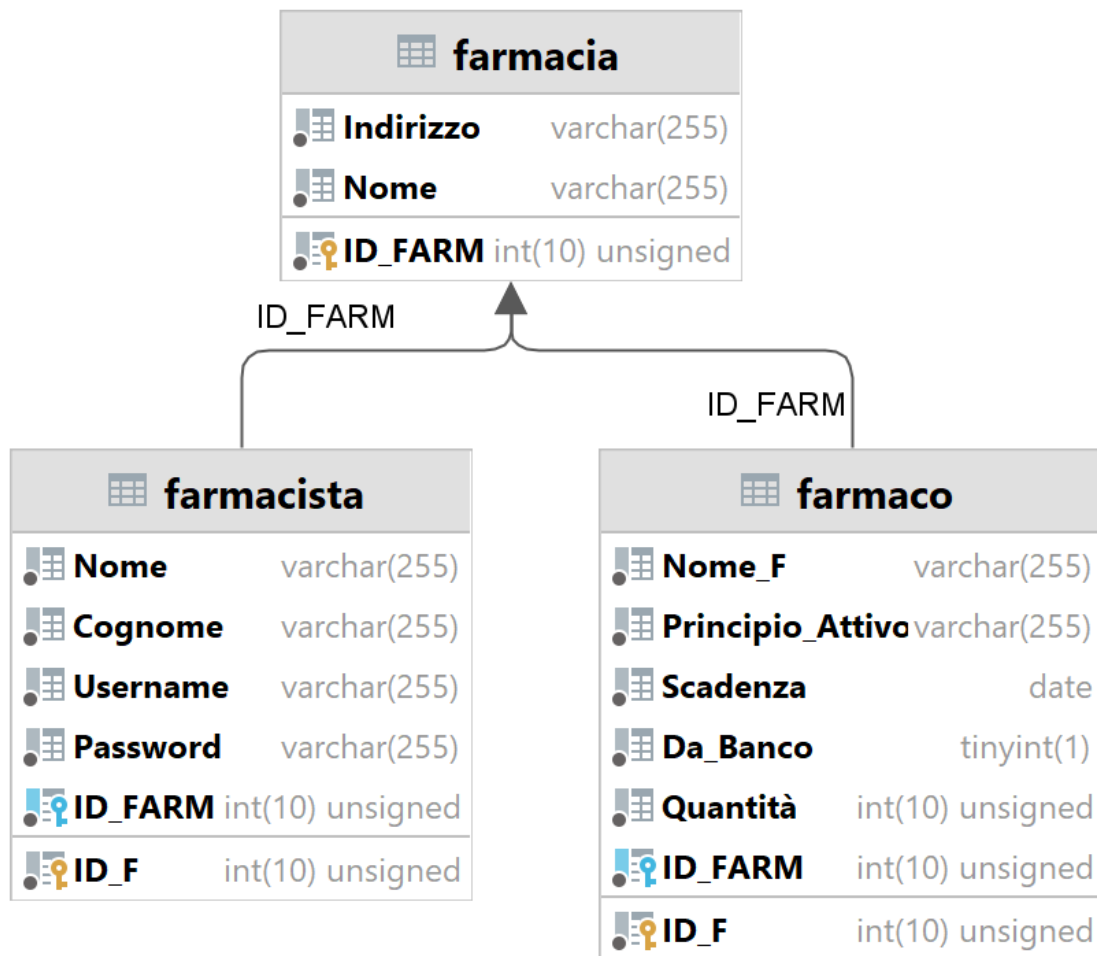 farmacia
Indirizzo varchar(255)
Nome varchar(255)
ID_FARM int(10) unsigned
ID_FARM
ID_FARM
farmacista
Nome varchar(255)
Cognome varchar(255)
Username varchar(255)
Password varchar(255)
ID_FARM int(10) unsigned
ID_F int(10) unsigned
farmaco
Nome_F varchar(255)
Principio_Attivo varchar(255)
Scadenza date
Da_Banco tinyint(1)
Quantità int(10) unsigned
ID_FARM int(10) unsigned
ID_F int(10) unsigned